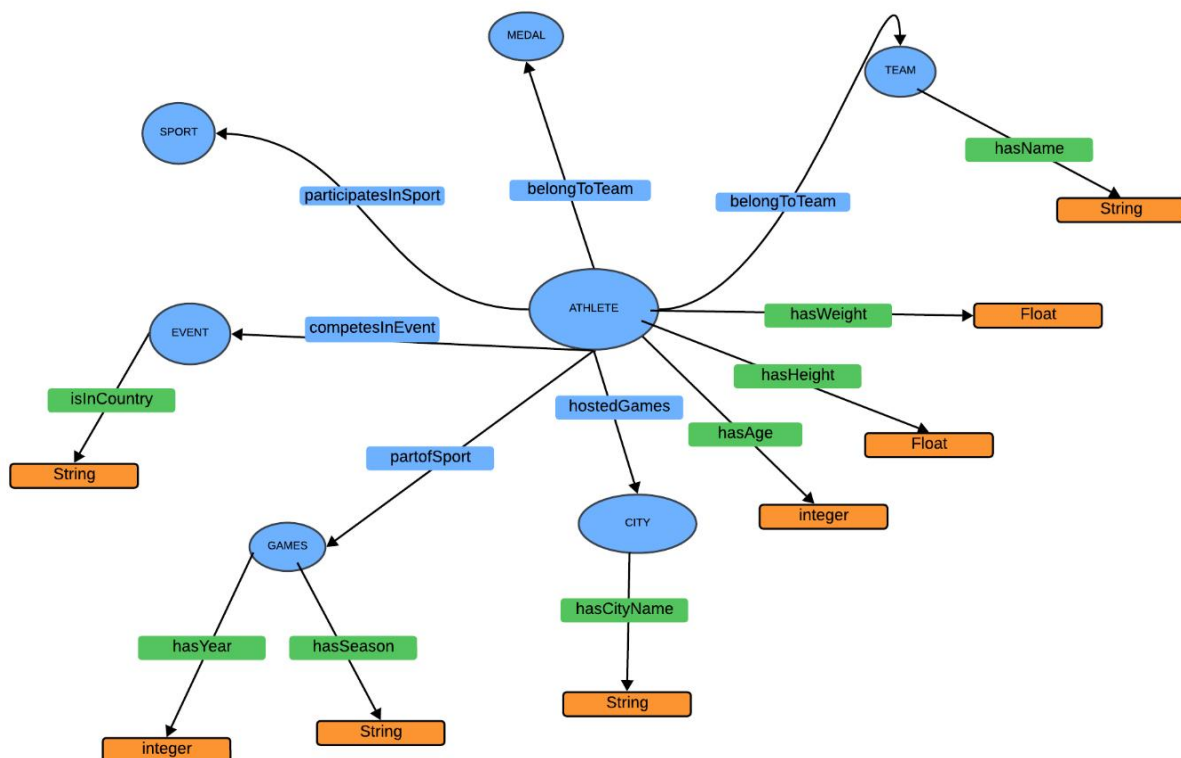 MEDAL
TEAM
SPORT
hasName
participatesInSport
belongToTeam
belongToTeam
String
ATHLETE
hasWeight
Float
EVENT
competesInEvent
hasHeight
isInCountry
hostedGames
hasAge
Float
partofSport
String
integer
CITY
GAMES
hasCityName
hasYear
hasSeason
String
String
integer